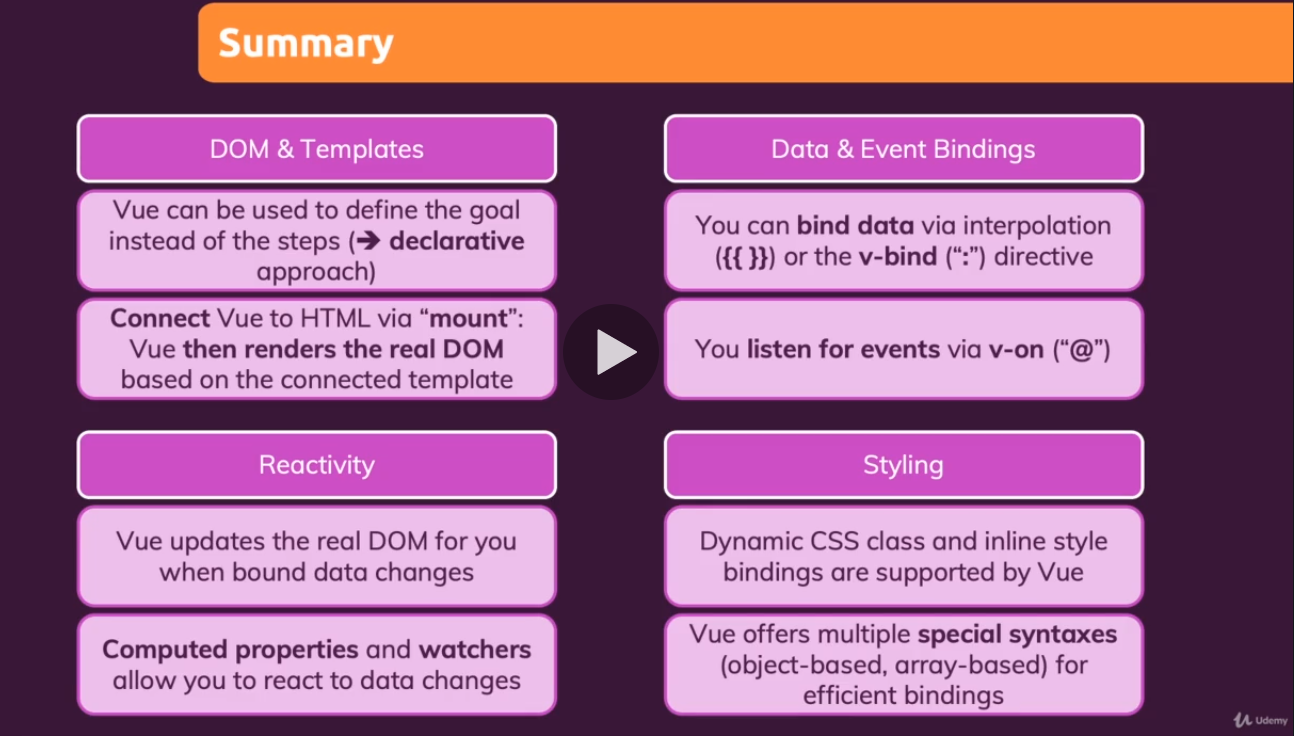 Summary
DOM & Templates
Vue can be used to define the goal
instead of the steps (➔ declarative
approach)
Connect Vue to HTML via “mount”:
Vue then renders the real DOM
based on the connected template
Data & Event Bindings
You can bind data via interpolation
({{ }}) or the v-bind (“:”) directive
You listen for events via v-on (“@”)
Reactivity
Vue updates the real DOM for you
when bound data changes
Computed properties and watchers
allow you to react to data changes
Styling
Dynamic CSS class and inline style
bindings are supported by Vue
Vue offers multiple special syntaxes
(object-based, array-based) for
efficient bindings
Udemy